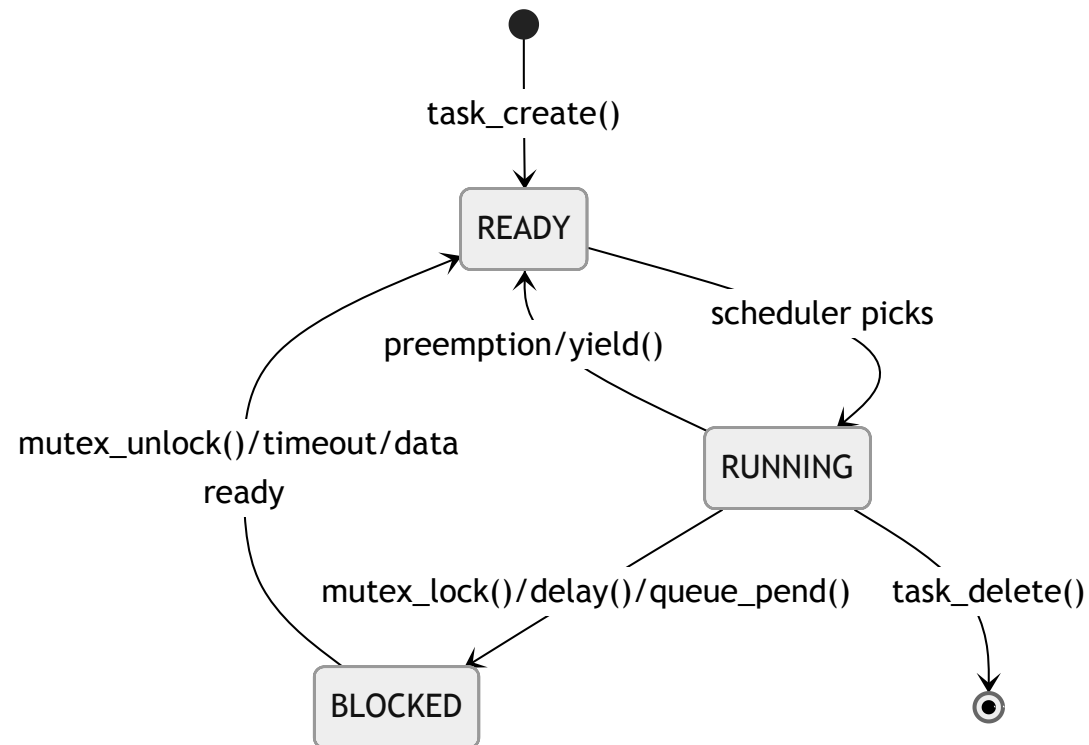 task_create()
READY
scheduler picks
preemption/yield()
mutex_unlock()/timeout/data
ready
RUNNING
mutex_lock()/delay()/queue_pend()
task_delete()
BLOCKED